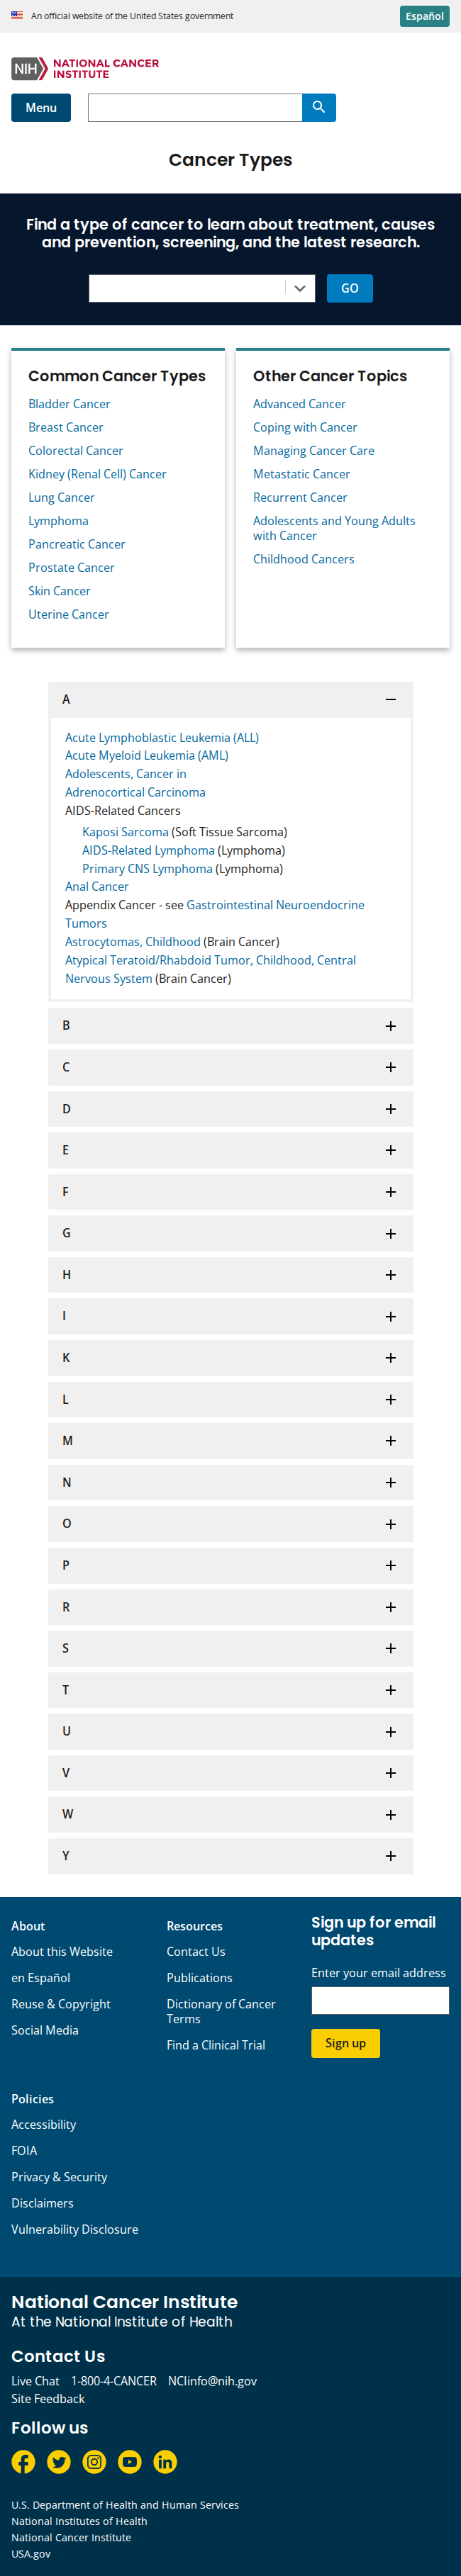 An official website of the United States government
Español
NIH
NATIONAL CANCER
INSTITUTE
Menu
Cancer Types
Find a type of cancer to learn about treatment, causes
and prevention, screening, and the latest research.
GO
Common Cancer Types
Bladder Cancer
Breast Cancer
Colorectal Cancer
Kidney (Renal Cell) Cancer
Lung Cancer
Lymphoma
Pancreatic Cancer
Prostate Cancer
Skin Cancer
Uterine Cancer
Other Cancer Topics
Advanced Cancer
Coping with Cancer
Managing Cancer Care
Metastatic Cancer
Recurrent Cancer
Adolescents and Young Adults
with Cancer
Childhood Cancers
A
Acute Lymphoblastic Leukemia (ALL)
Acute Myeloid Leukemia (AML)
Adolescents, Cancer in
Adrenocortical Carcinoma
AIDS-Related Cancers
Kaposi Sarcoma (Soft Tissue Sarcoma)
AIDS-Related Lymphoma (Lymphoma)
Primary CNS Lymphoma (Lymphoma)
Anal Cancer
Appendix Cancer - see Gastrointestinal Neuroendocrine
Tumors
Astrocytomas, Childhood (Brain Cancer)
Atypical Teratoid/Rhabdoid Tumor, Childhood, Central
Nervous System (Brain Cancer)
B
C
D
E
F
G
H
I
K
L
M
N
O
P
R
S
T
U
V
W
Y
About
About this Website
en Español
Reuse & Copyright
Social Media
Resources
Contact Us
Publications
Dictionary of Cancer
Terms
Find a Clinical Trial
Sign up for email
updates
Enter your email address
Sign up
Policies
Accessibility
FOIA
Privacy & Security
Disclaimers
Vulnerability Disclosure
National Cancer Institute
At the National Institute of Health
Contact Us
Live Chat 1-800-4-CANCER NCIinfo@nih.gov
Site Feedback
Follow us
U.S. Department of Health and Human Services
National Institutes of Health
National Cancer Institute
USA.gov